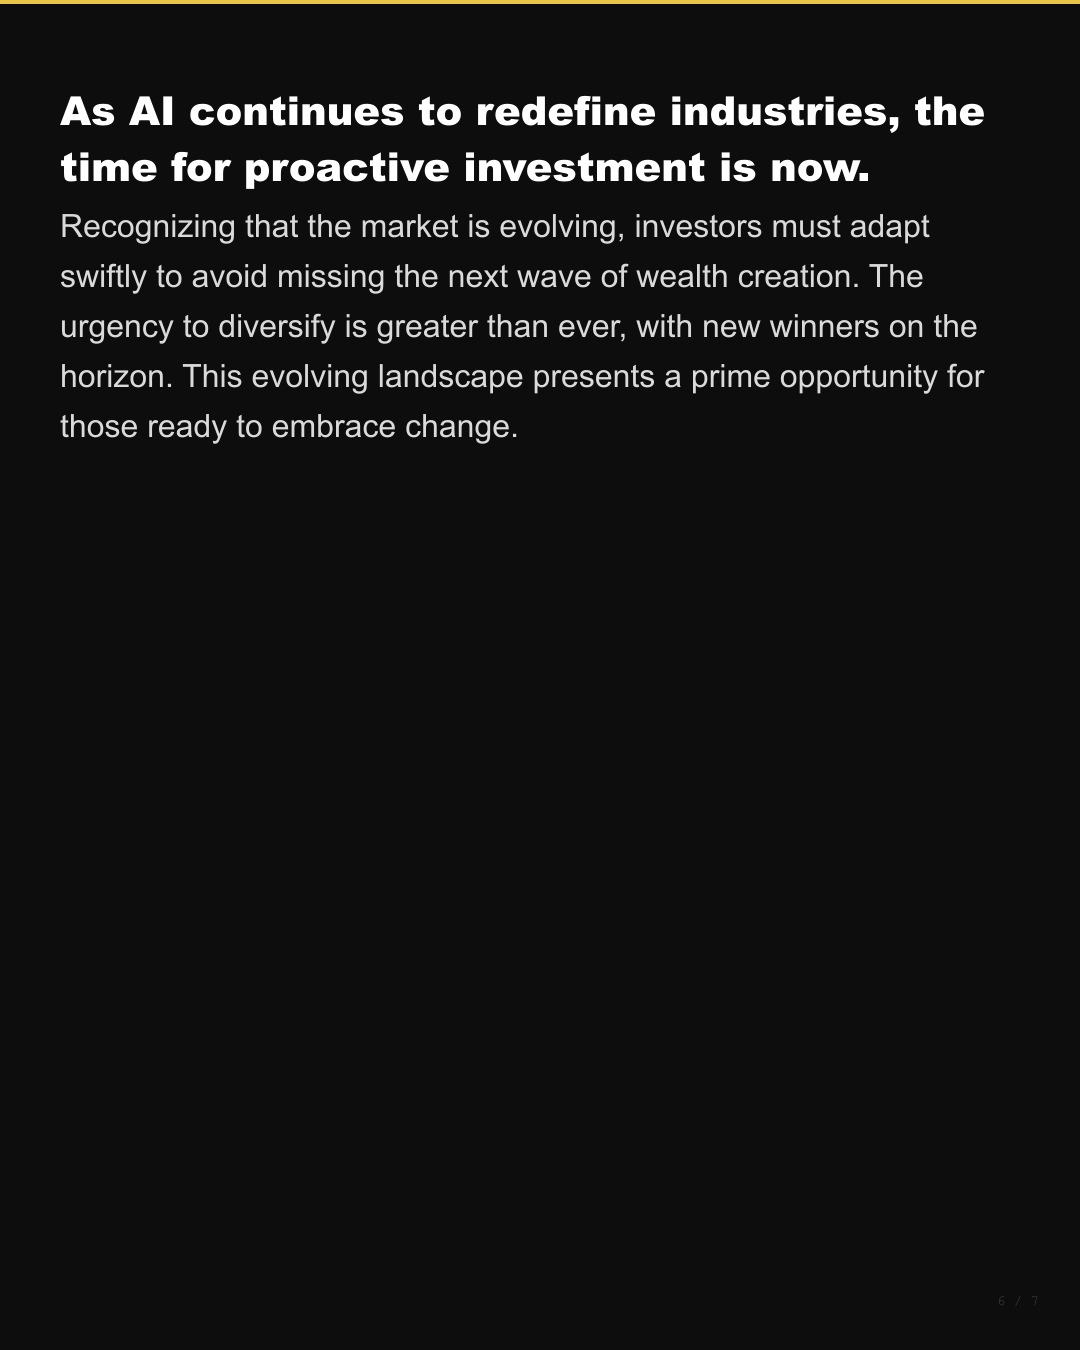 As AI continues to redefine industries, the
time for proactive investment is now.
Recognizing that the market is evolving, investors must adapt
swiftly to avoid missing the next wave of wealth creation. The
urgency to diversify is greater than ever, with new winners on the
horizon. This evolving landscape presents a prime opportunity for
those ready to embrace change.
6 / 7